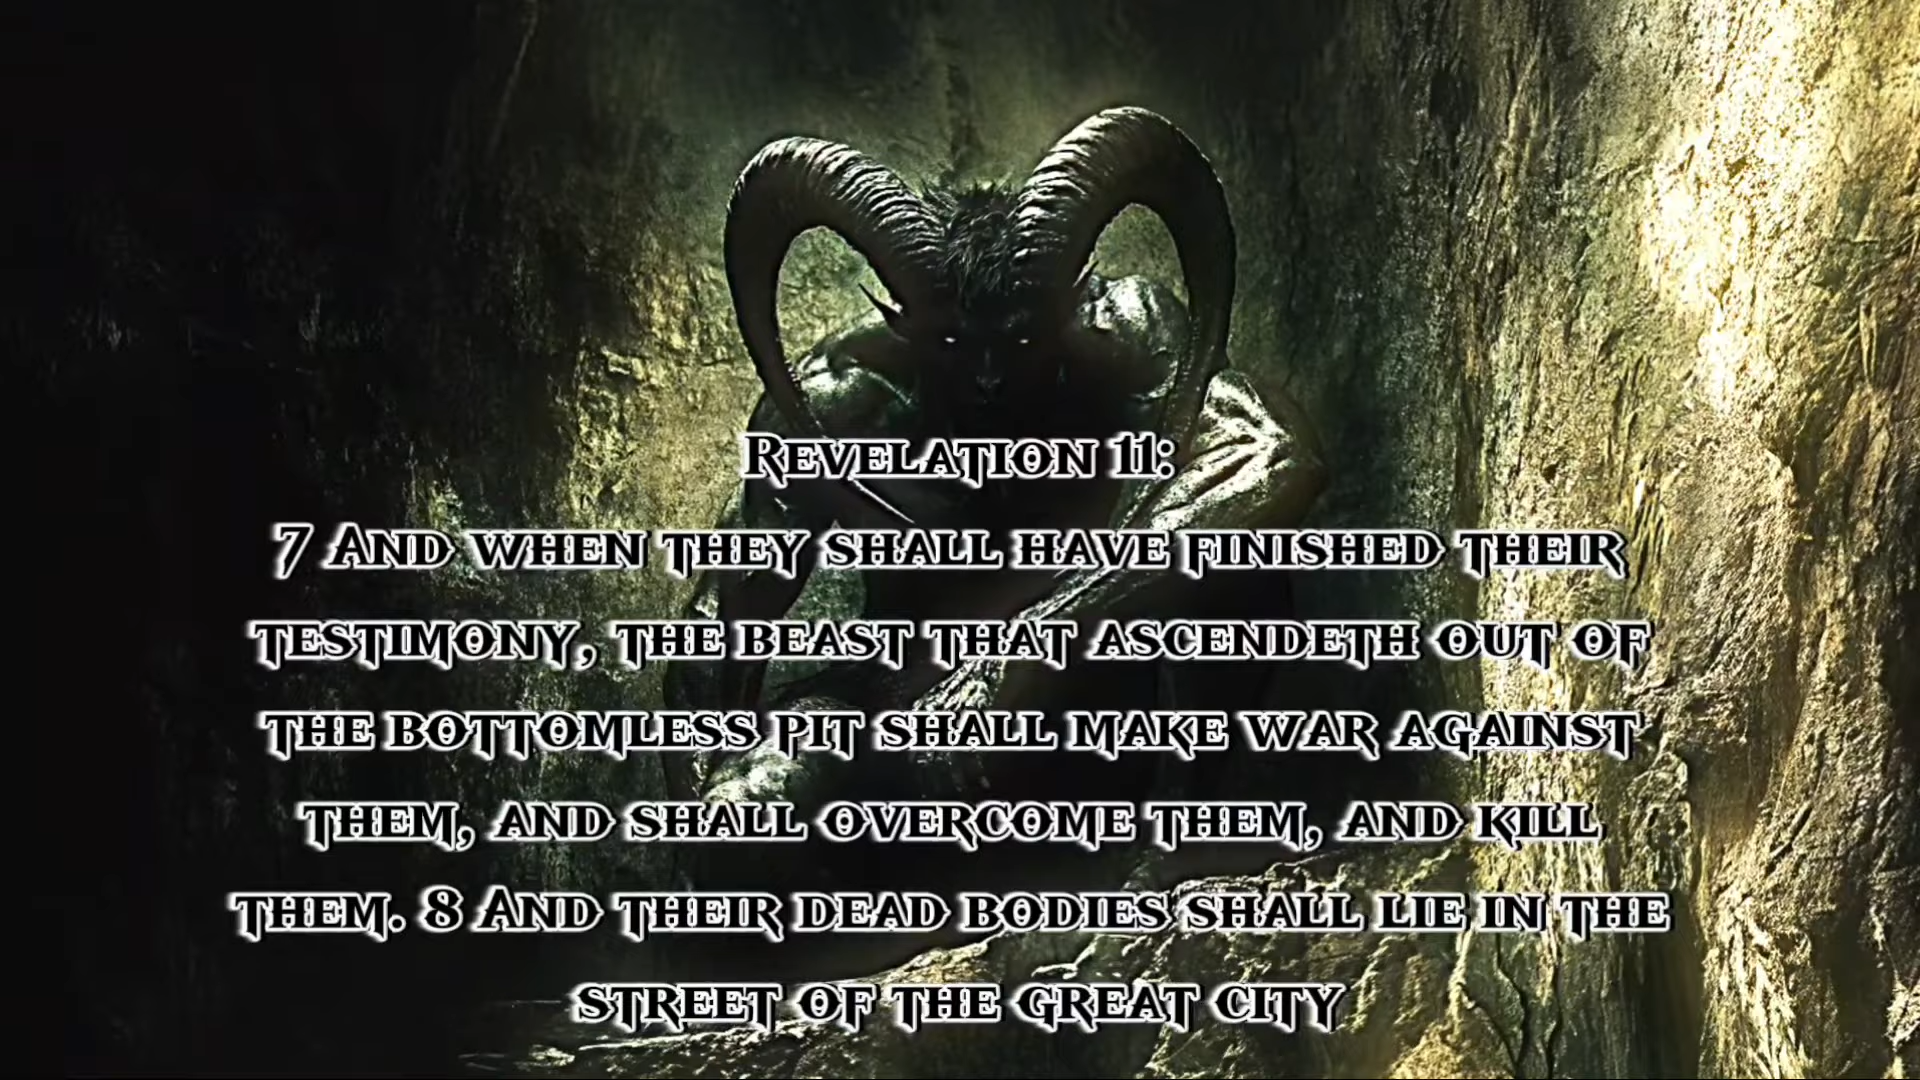 Revelation 11:
7 And when they shall have finished their
testimony, the beast that ascendeth out of
the bottomless pit shall make war against
them, and shall overcome them, and kill
them. 8 And their dead bodies shall lie in the
street of the great city